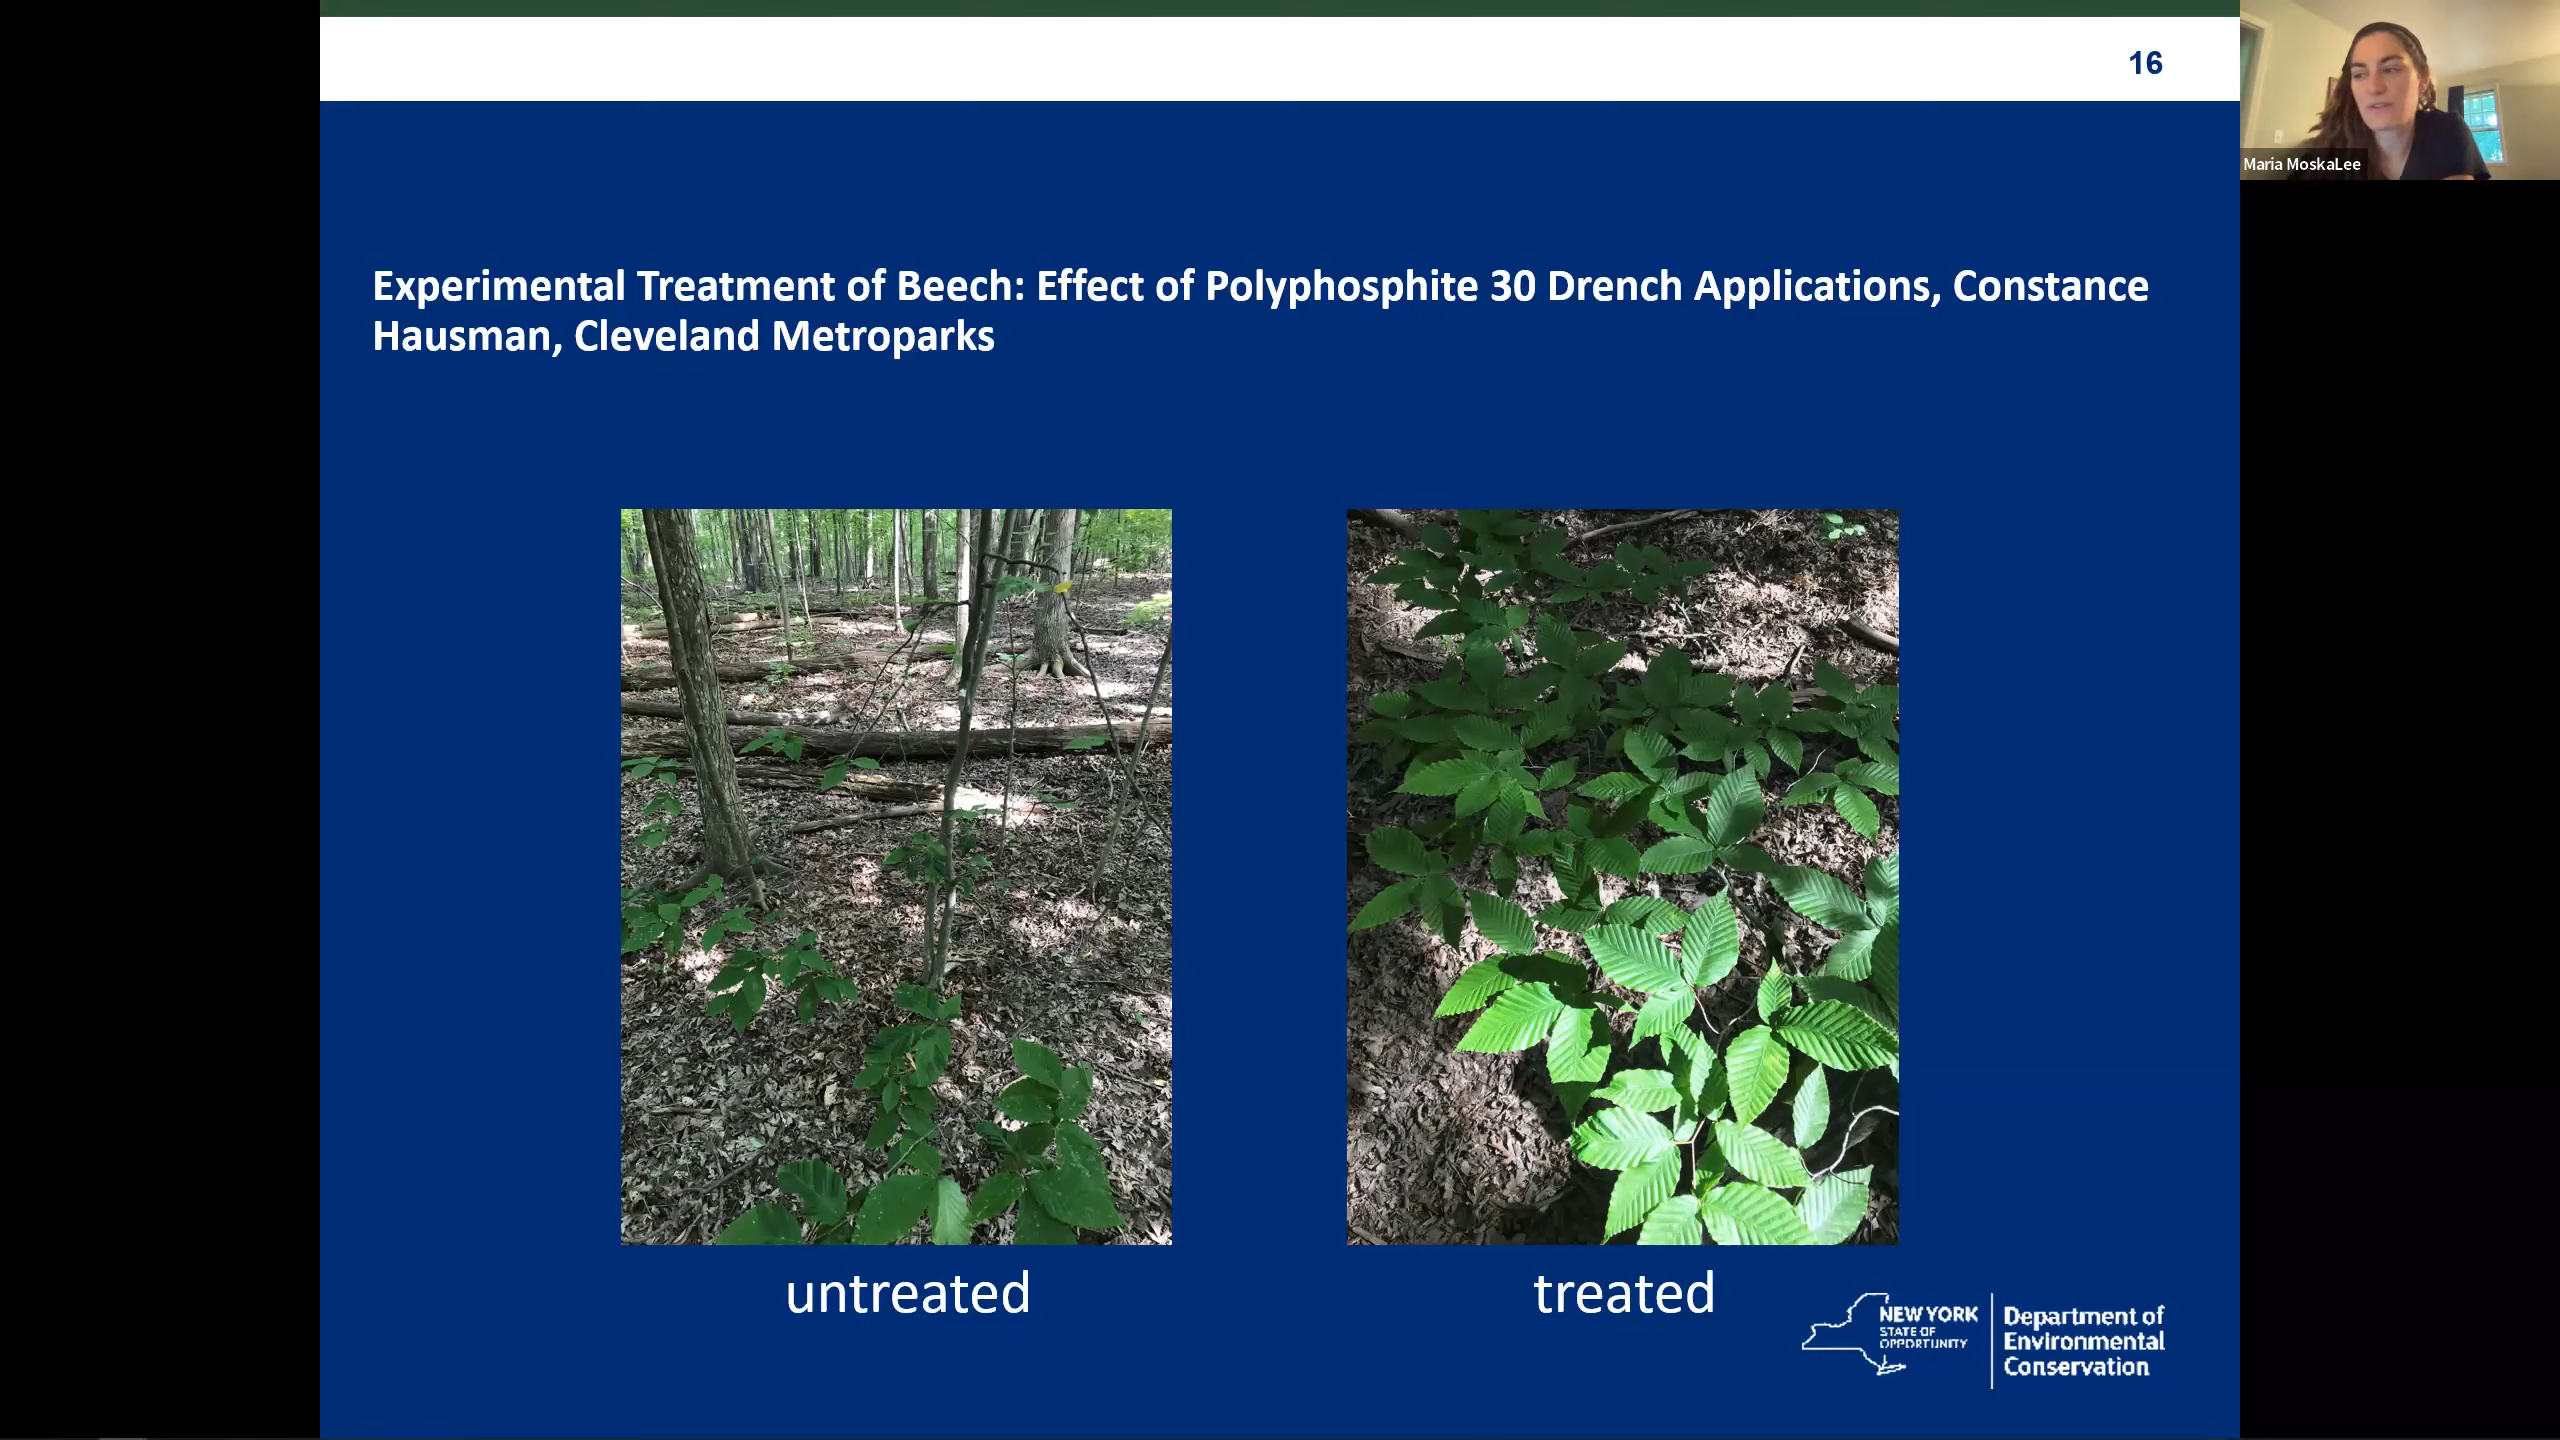 16
Maria MoskaLee
Experimental Treatment of Beech: Effect of Polyphosphite 30 Drench Applications, Constance
Hausman, Cleveland Metroparks
untreated
treated
NEW YORK
STATE OF
OPPORTUNITY
Department of
Environmental
Conservation